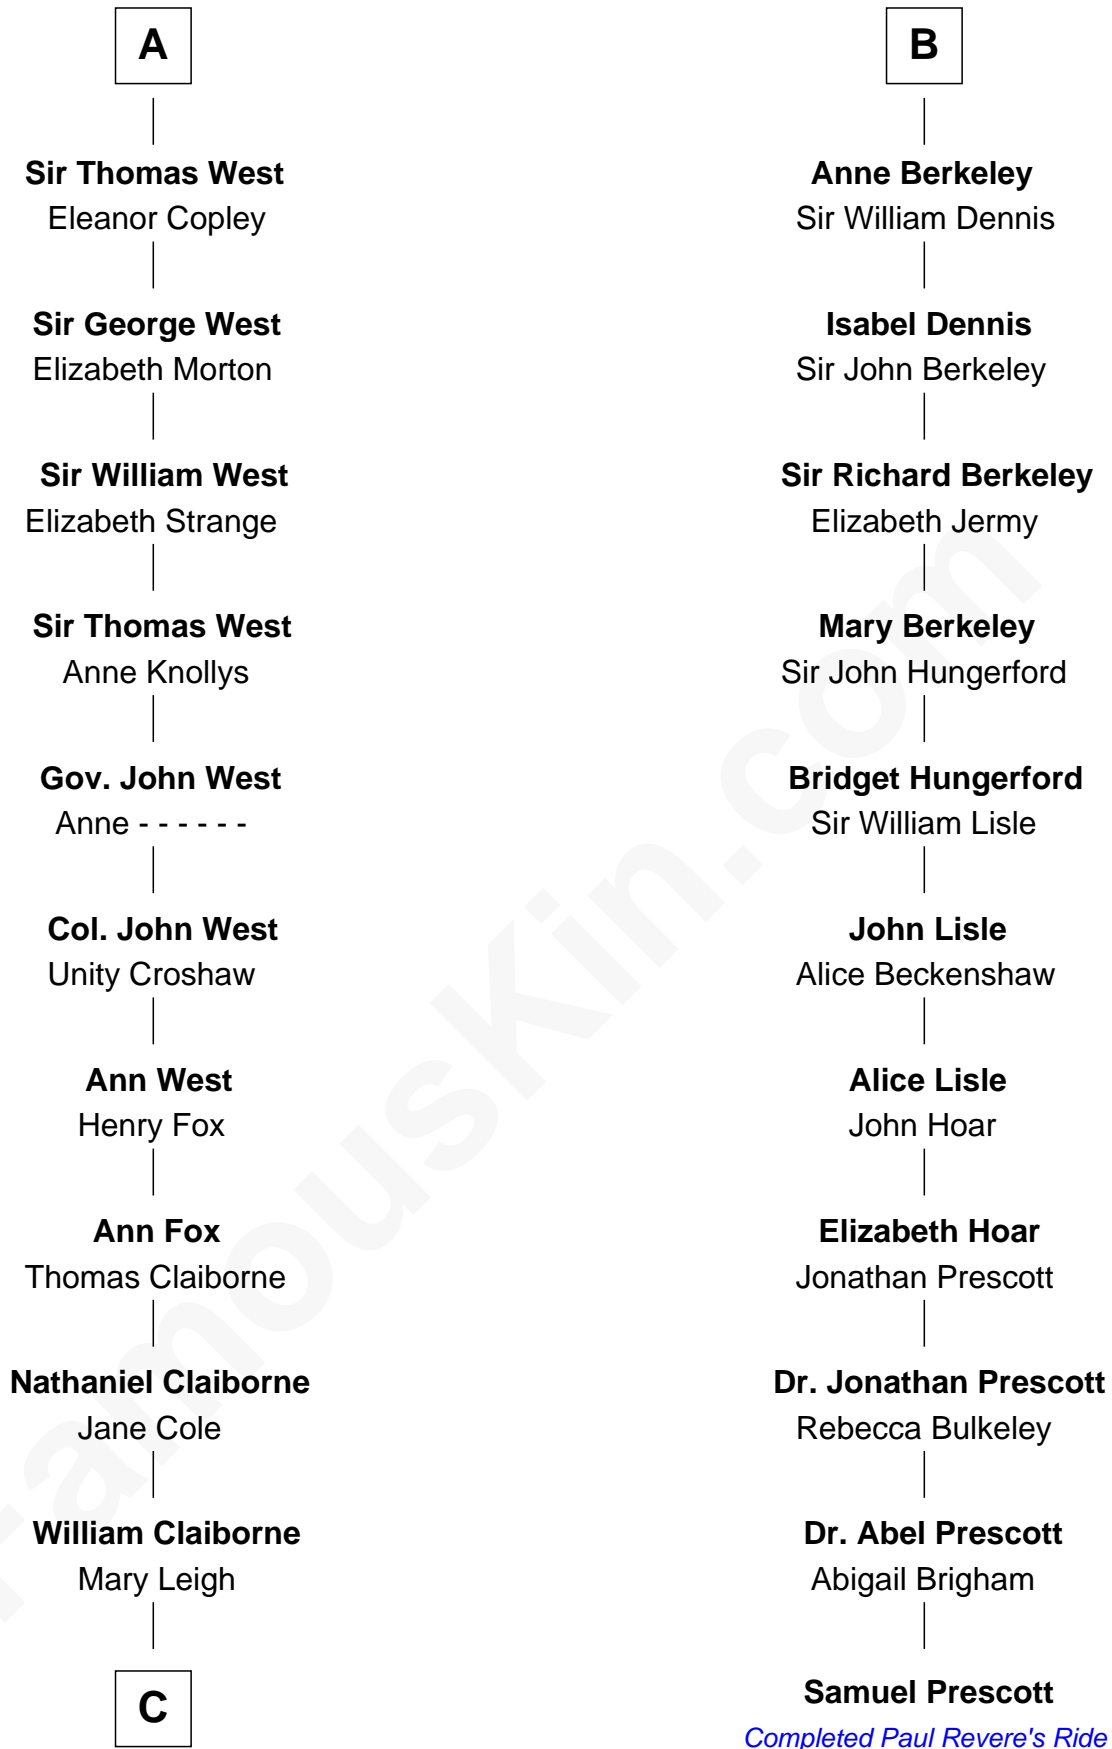 A
Sir Thomas West
Eleanor Copley
Sir George West
Elizabeth Morton
Sir William West
Elizabeth Strange
Sir Thomas West
Anne Knollys
Gov. John West
Anne - - - - - -
Col. John West
Unity Croshaw
Ann West
Henry Fox
Ann Fox
Thomas Claiborne
Nathaniel Claiborne
Jane Cole
William Claiborne
Mary Leigh
C
B
Anne Berkeley
Sir William Dennis
Isabel Dennis
Sir John Berkeley
Sir Richard Berkeley
Elizabeth Jermy
Mary Berkeley
Sir John Hungerford
Bridget Hungerford
Sir William Lisle
John Lisle
Alice Beckenshaw
Alice Lisle
John Hoar
Elizabeth Hoar
Jonathan Prescott
Dr. Jonathan Prescott
Rebecca Bulkeley
Dr. Abel Prescott
Abigail Brigham
Samuel Prescott
Completed Paul Revere's Ride
FamousKin.com